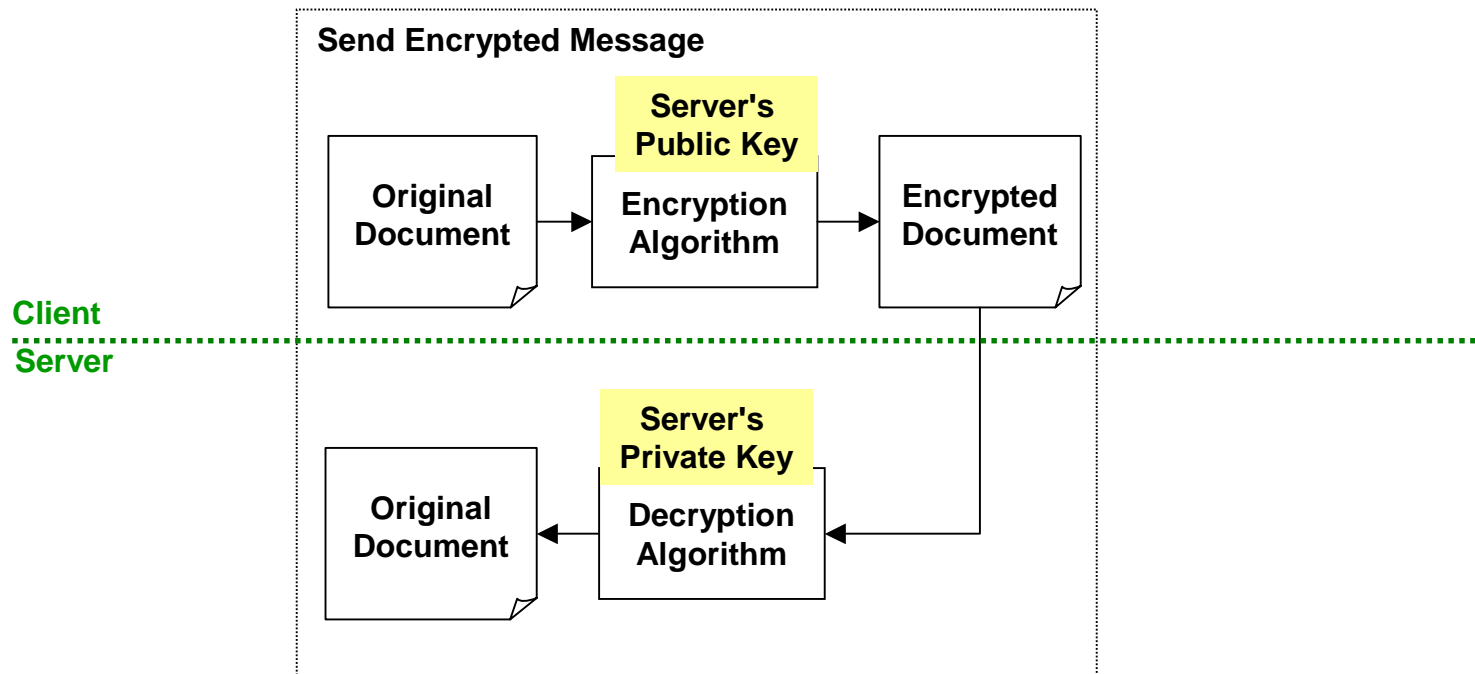 Send Encrypted Message
Server's
Public Key
Original
Document
Encryption
Algorithm
Encrypted
Document
Client
Server
Server's
Private Key
Original
Document
Decryption
Algorithm